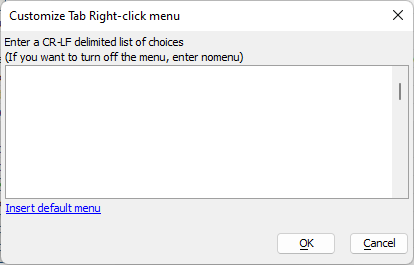 Customize Tab Right-click menu
Enter a CR-LF delimited list of choices
(If you want to turn off the menu, enter nomenu)
Insert default menu
OK
Cancel